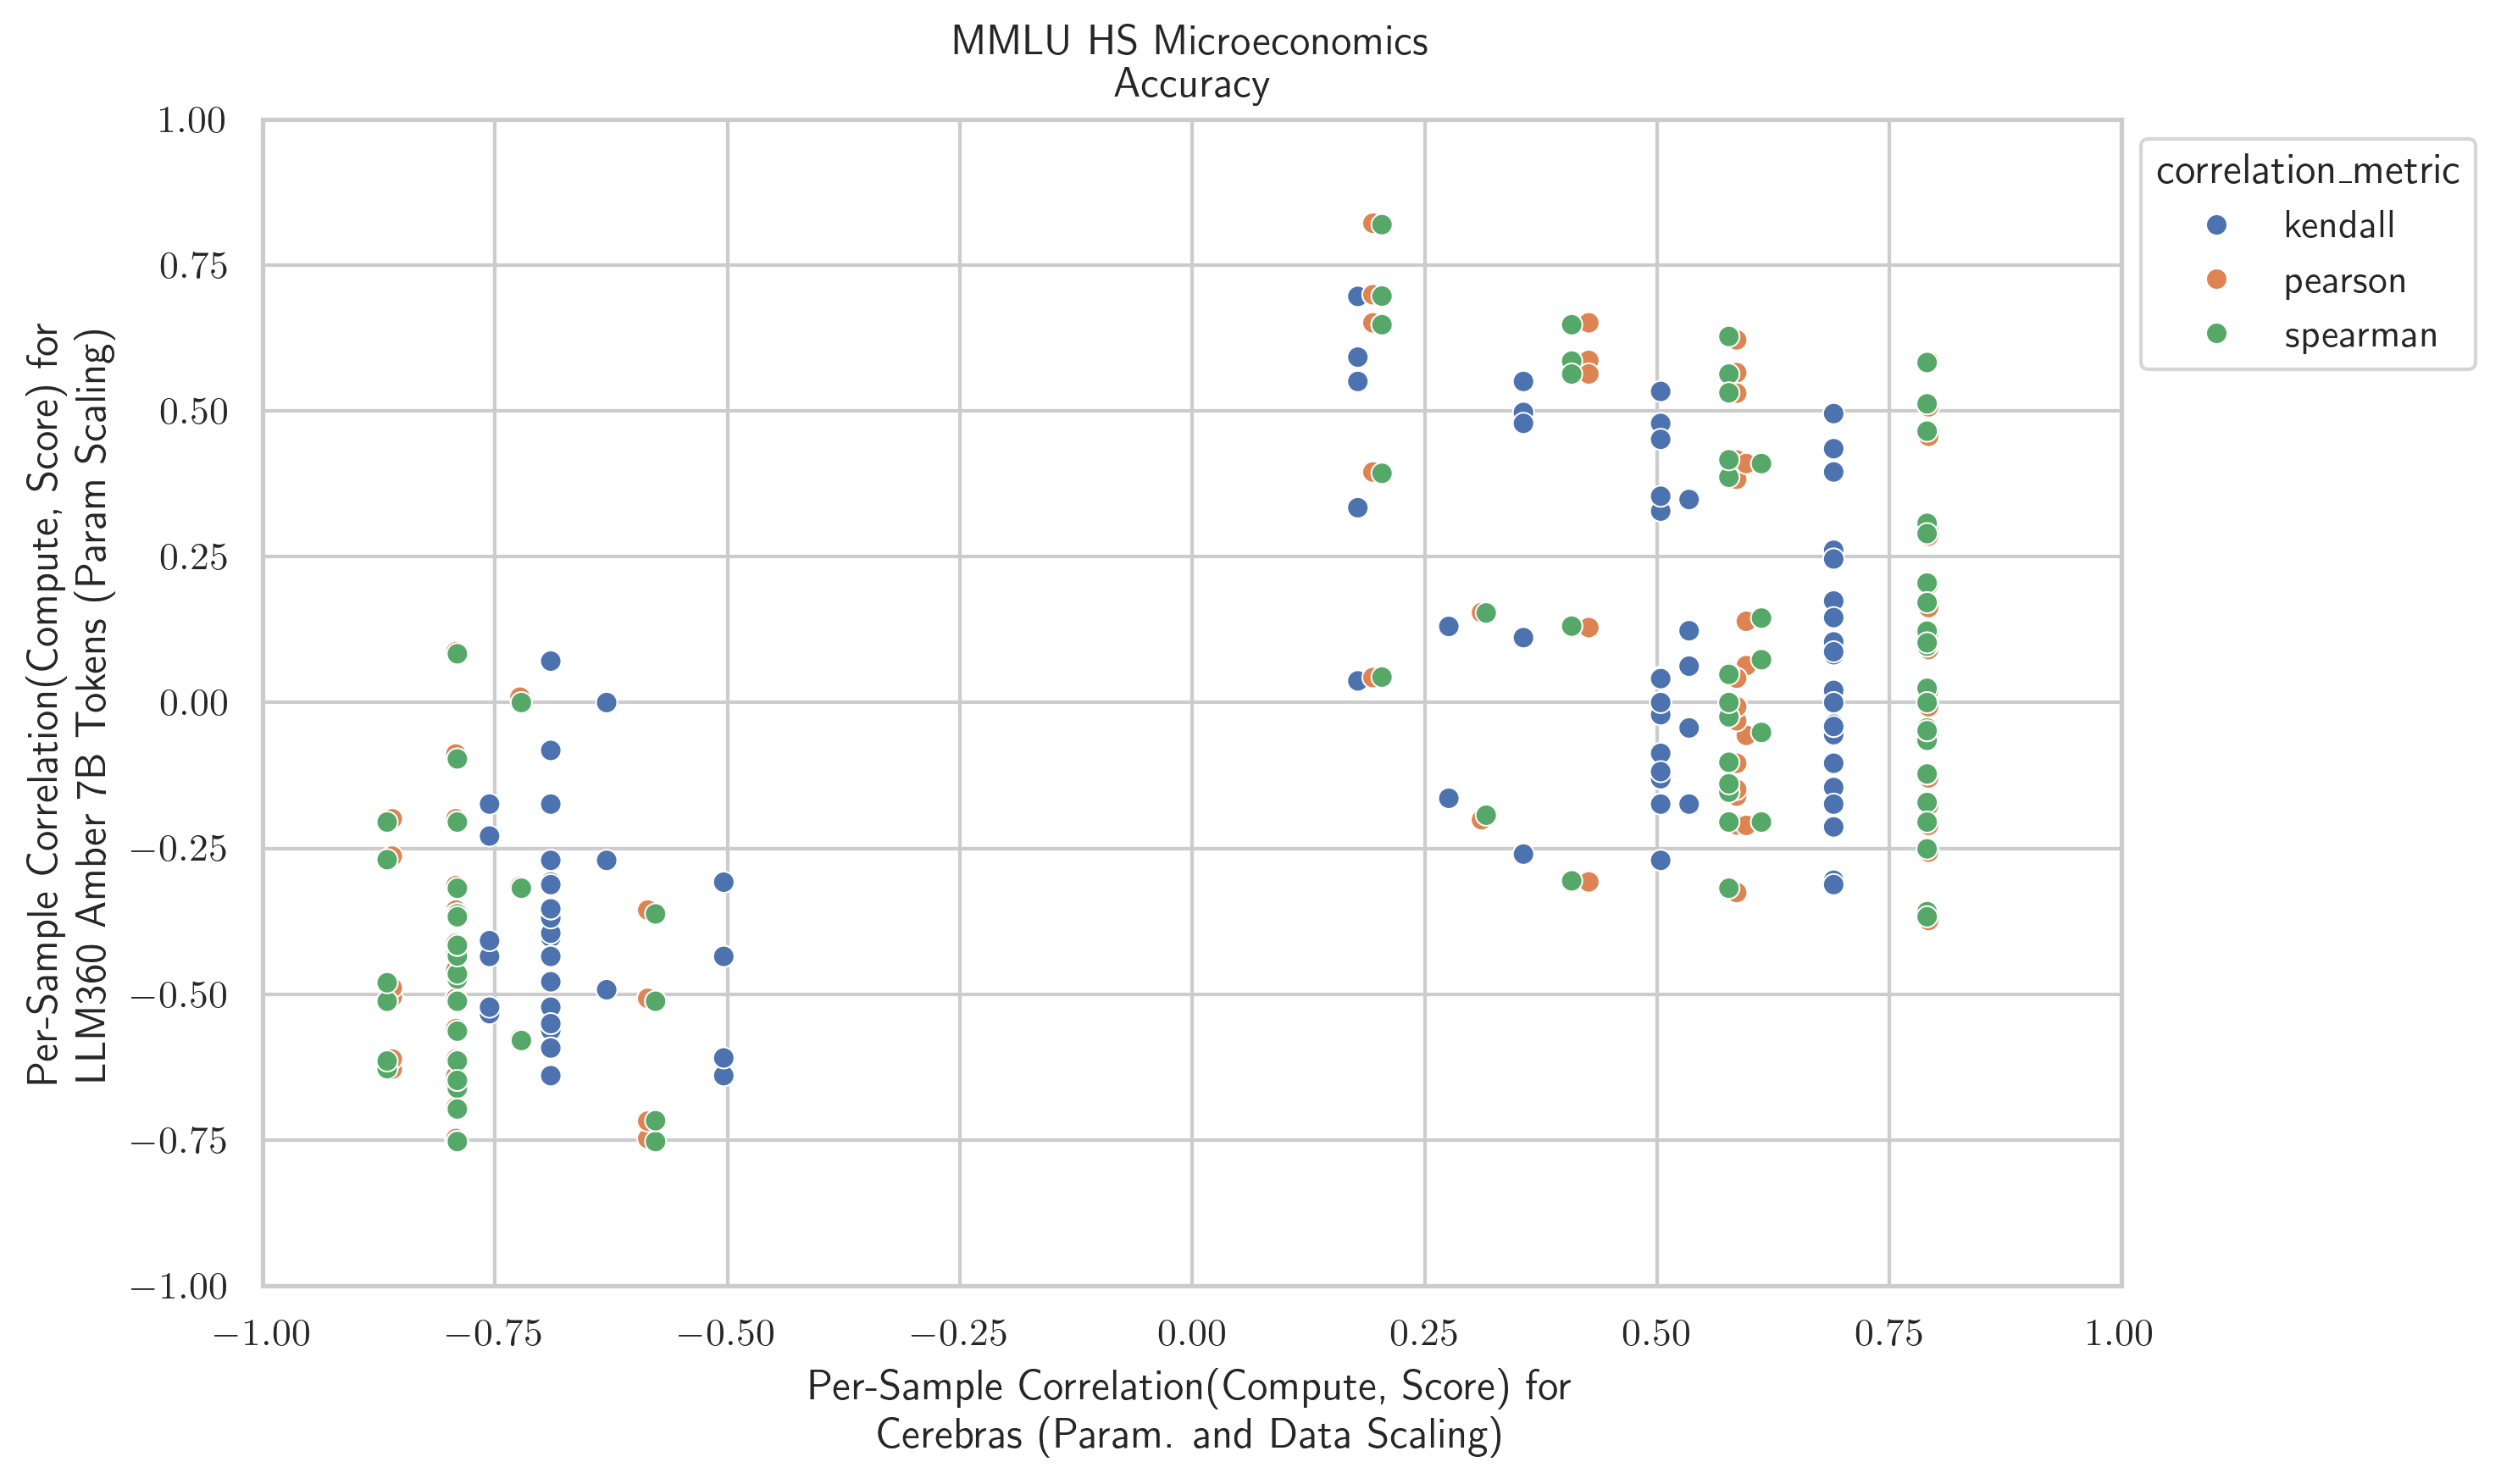 MMLU HS Microeconomics
Accuracy
Per-Sample Correlation(Compute, Score) for
LLM360 Amber 7B Tokens (Param Scaling)
1.00
0.75
0.50
0.25
0.00
−0.25
−0.50
−0.75
−1.00
−1.00 −0.75 −0.50 −0.25 0.00 0.25 0.50 0.75 1.00
Per-Sample Correlation(Compute, Score) for
Cerebras (Param. and Data Scaling)
correlation_metric
kendall
pearson
spearman